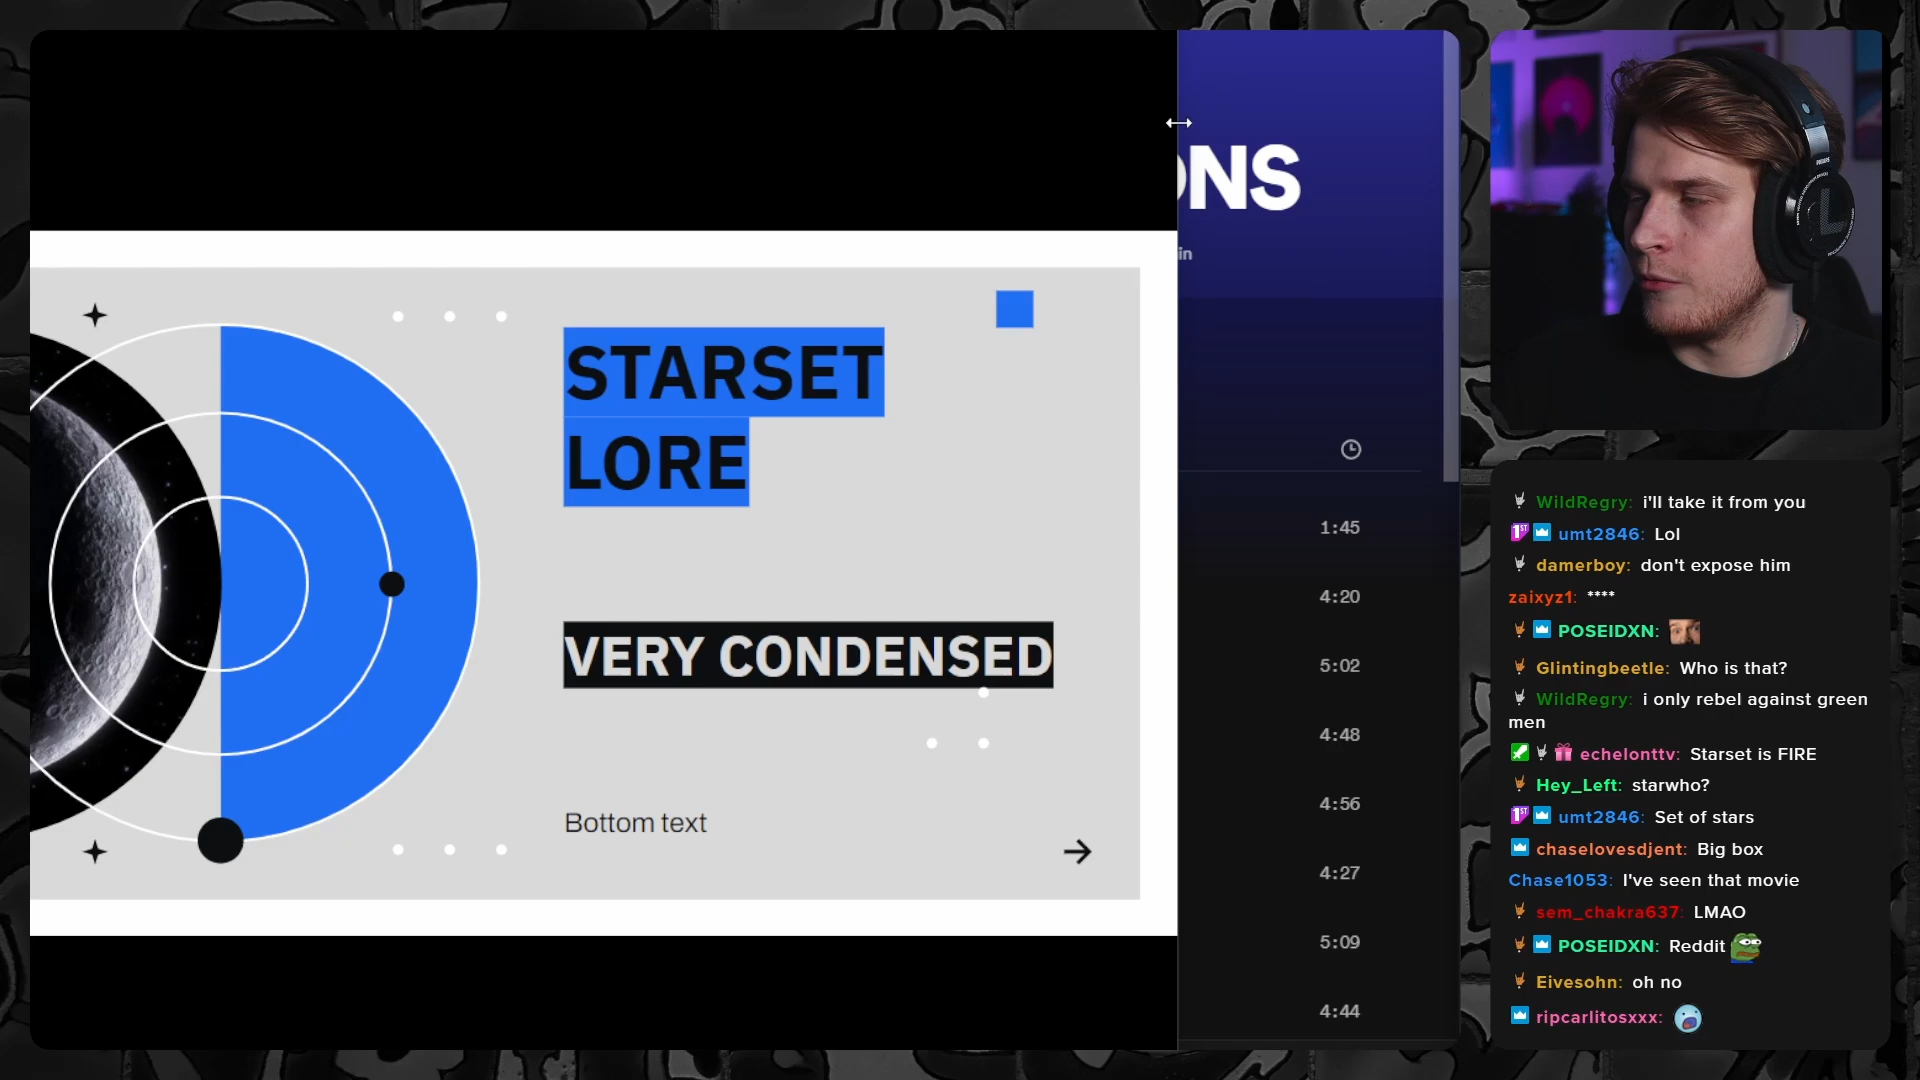 ONS
in
STARSET
LORE
VERY CONDENSED
Bottom text
1:45
4:20
5:02
4:48
4:56
4:27
5:09
4:44
WildRegry: i'll take it from you
umt2846: Lol
damerboy: don't expose him
zaixyz1: ****
POSEIDXN:
Glintingbeetle: Who is that?
WildRegry: i only rebel against green
men
echelonttv: Starset is FIRE
Hey_Left: starwho?
umt2846: Set of stars
chaselovesdjent: Big box
Chase1053: I've seen that movie
sem_chakra637: LMAO
POSEIDXN: Reddit
Eivesohn: oh no
ripcarlitosxxx: